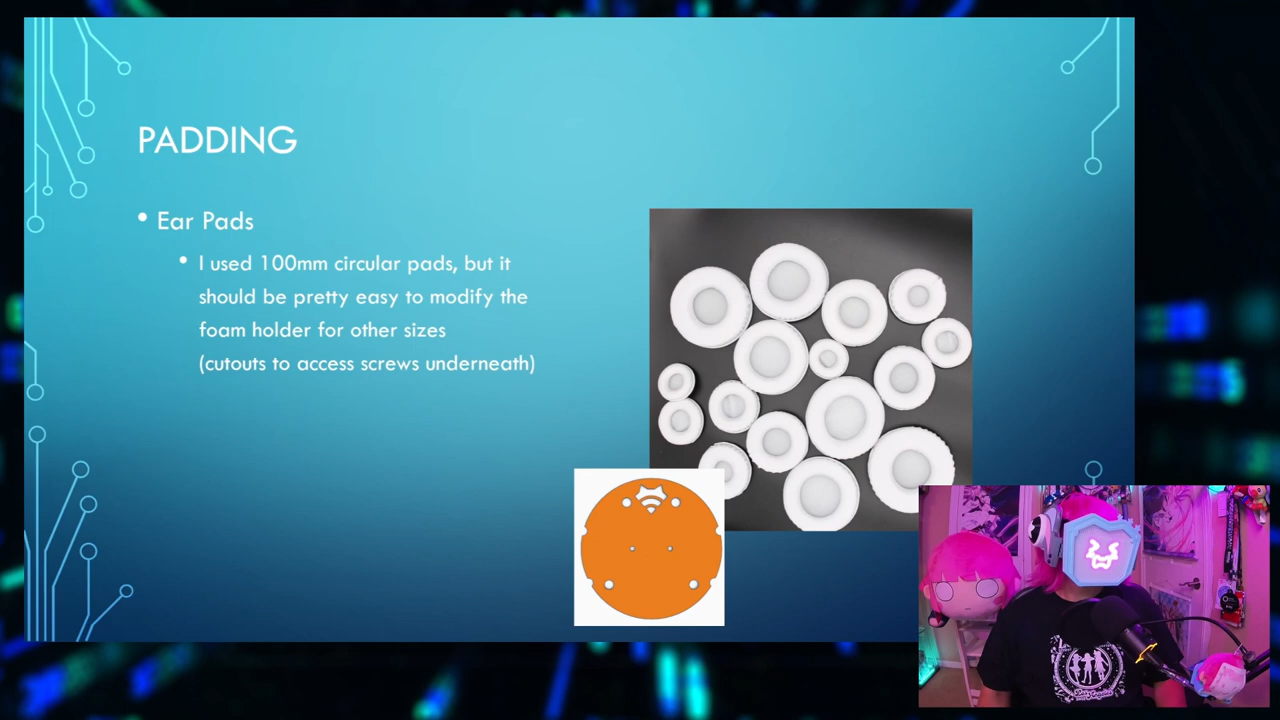 PADDING
• Ear Pads
• I used 100mm circular pads, but it
should be pretty easy to modify the
foam holder for other sizes
(cutouts to access screws underneath)